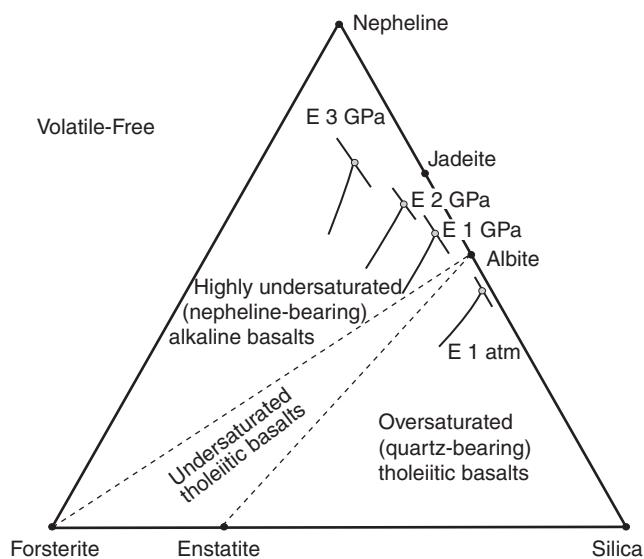 Nepheline
Volatile-Free
E 3 GPa
Jadeite
E 2 GPa
E 1 GPa
Albite
Highly undersaturated
(nepheline-bearing)
alkaline basalts
E 1 atm
Undersaturated
tholeiitic basalts
Oversaturated
(quartz-bearing)
tholeiitic basalts
Forsterite
Enstatite
Silica